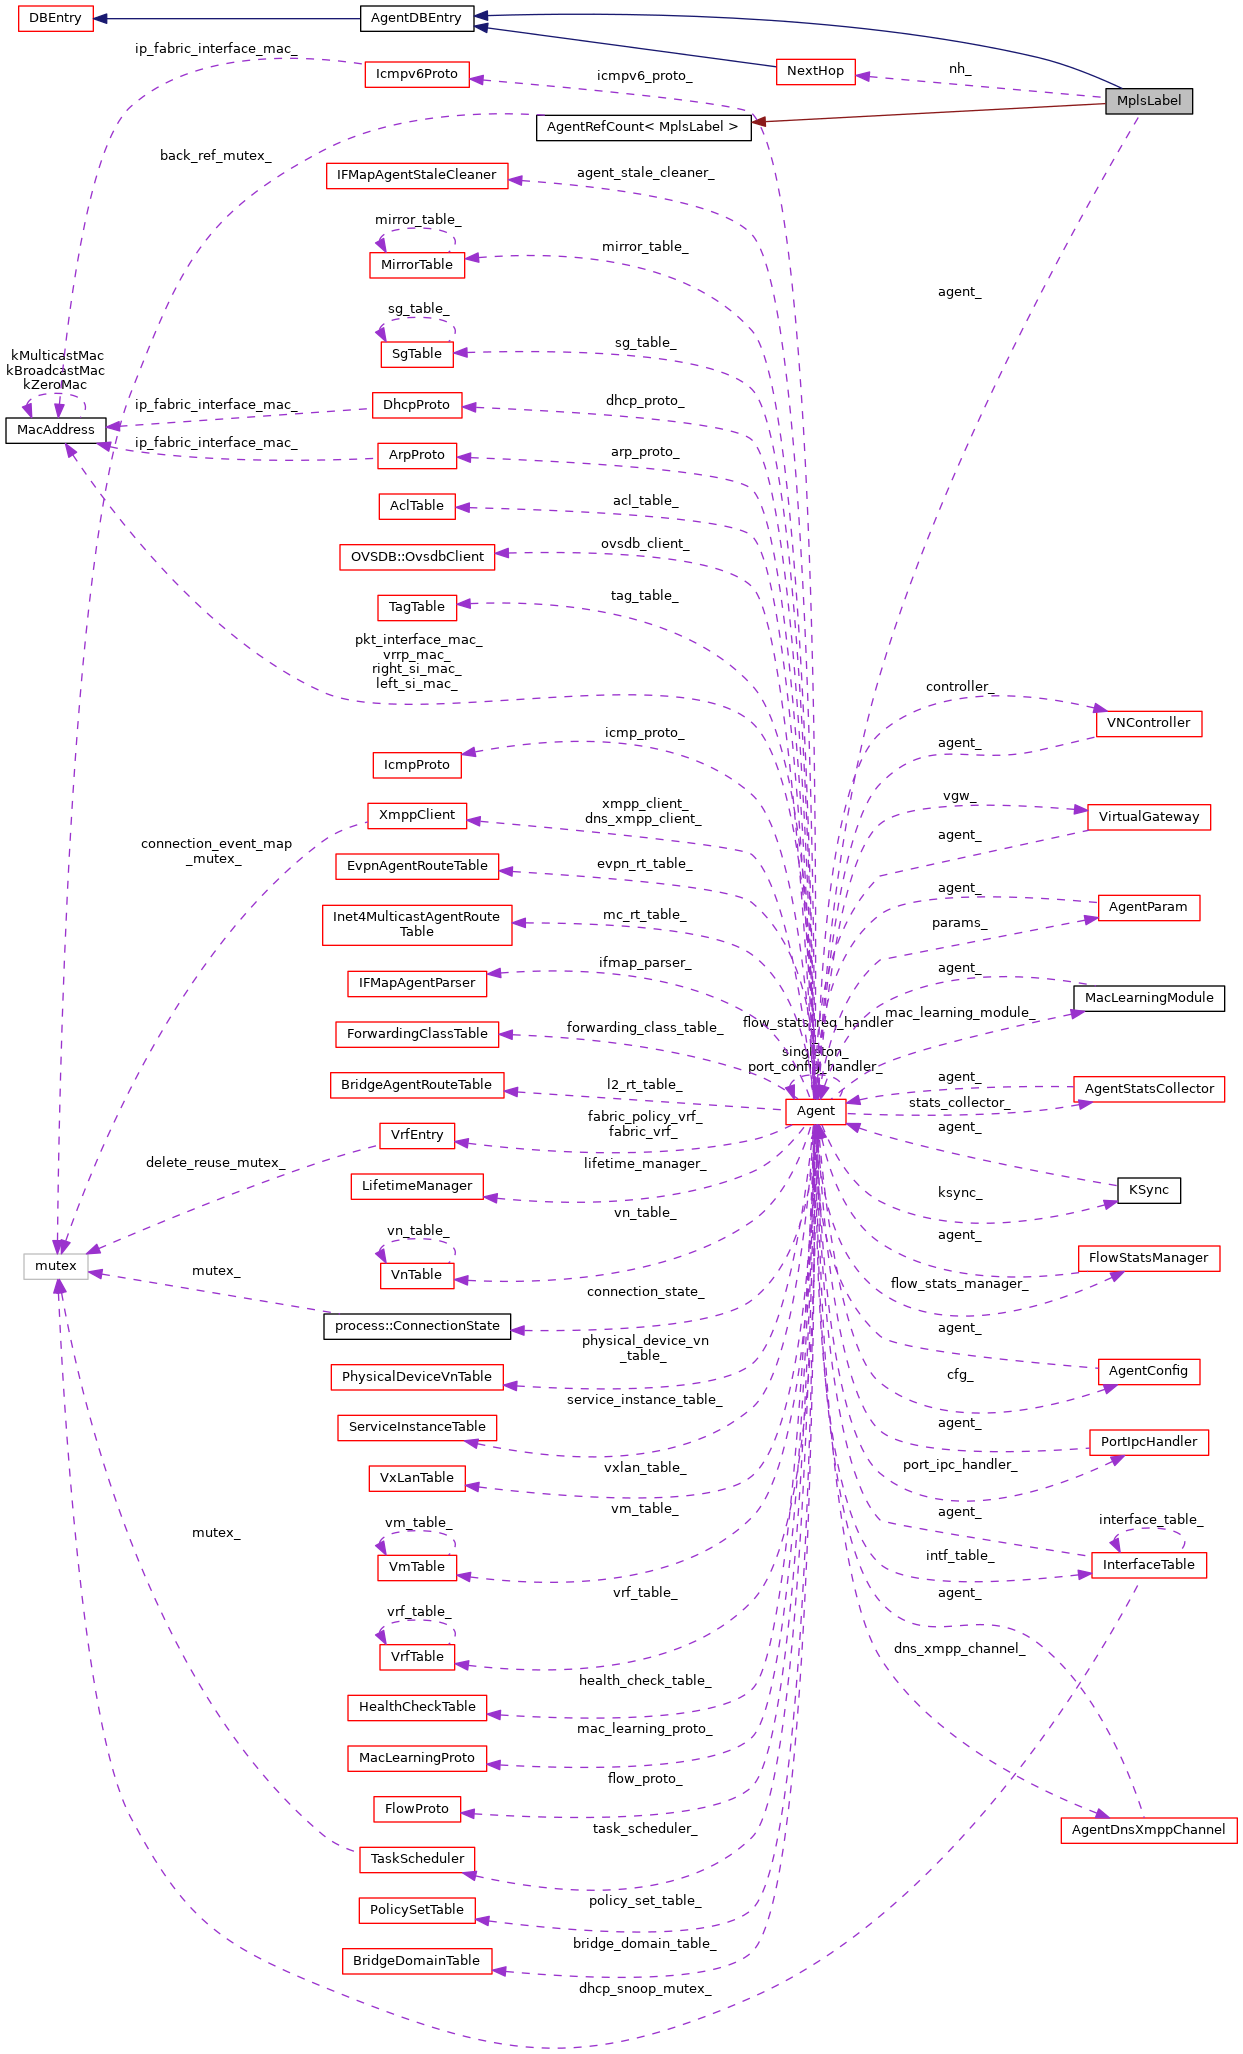 DBEntry
AgentDBEntry
ip_fabric_interface_mac_
Icmpv6Proto
icmpv6_proto_
NextHop
nh_
MplsLabel
AgentRefCount< MplsLabel >
back_ref_mutex_
IFMapAgentStaleCleaner
agent_stale_cleaner_
mirror_table_
mirror_table_
MirrorTable
agent_
sg_table_
sg_table_
SgTable
kMulticastMac
kBroadcastMac
kZeroMac
MacAddress
ip_fabric_interface_mac_
DhcpProto
dhcp_proto_
ip_fabric_interface_mac_
ArpProto
arp_proto_
AclTable
acl_table_
OVSDB::OvsdbClient
ovsdb_client_
TagTable
tag_table_
pkt_interface_mac_
vrrp_mac_
right_si_mac_
left_si_mac_
controller_
VNController
agent_
IcmpProto
icmp_proto_
vgw_
VirtualGateway
agent_
XmppClient
xmpp_client_
dns_xmpp_client_
connection_event_map
_mutex_
EvpnAgentRouteTable
evpn_rt_table_
agent_
AgentParam
params_
Inet4MulticastAgentRoute
Table
mc_rt_table_
IFMapAgentParser
ifmap_parser_
agent_
MacLearningModule
mac_learning_module_
ForwardingClassTable
forwarding_class_table_
flow_stats_req_handler
_
singleton_
port_config_handler_
Agent
BridgeAgentRouteTable
l2_rt_table_
agent_
AgentStatsCollector
stats_collector_
VrfEntry
fabric_policy_vrf_
fabric_vrf_
agent_
delete_reuse_mutex_
LifetimeManager
lifetime_manager_
KSync
ksync_
vn_table_
vn_table_
VnTable
agent_
FlowStatsManager
flow_stats_manager_
mutex
mutex_
process::ConnectionState
connection_state_
agent_
PhysicalDeviceVnTable
physical_device_vn
_table_
AgentConfig
cfg_
ServiceInstanceTable
service_instance_table_
agent_
PortIpcHandler
port_ipc_handler_
VxLanTable
vxlan_table_
vm_table_
vm_table_
VmTable
mutex_
agent_
interface_table_
InterfaceTable
intf_table_
vrf_table_
vrf_table_
VrfTable
agent_
dns_xmpp_channel_
HealthCheckTable
health_check_table_
MacLearningProto
mac_learning_proto_
FlowProto
flow_proto_
AgentDnsXmppChannel
TaskScheduler
task_scheduler_
PolicySetTable
policy_set_table_
BridgeDomainTable
bridge_domain_table_
dhcp_snoop_mutex_